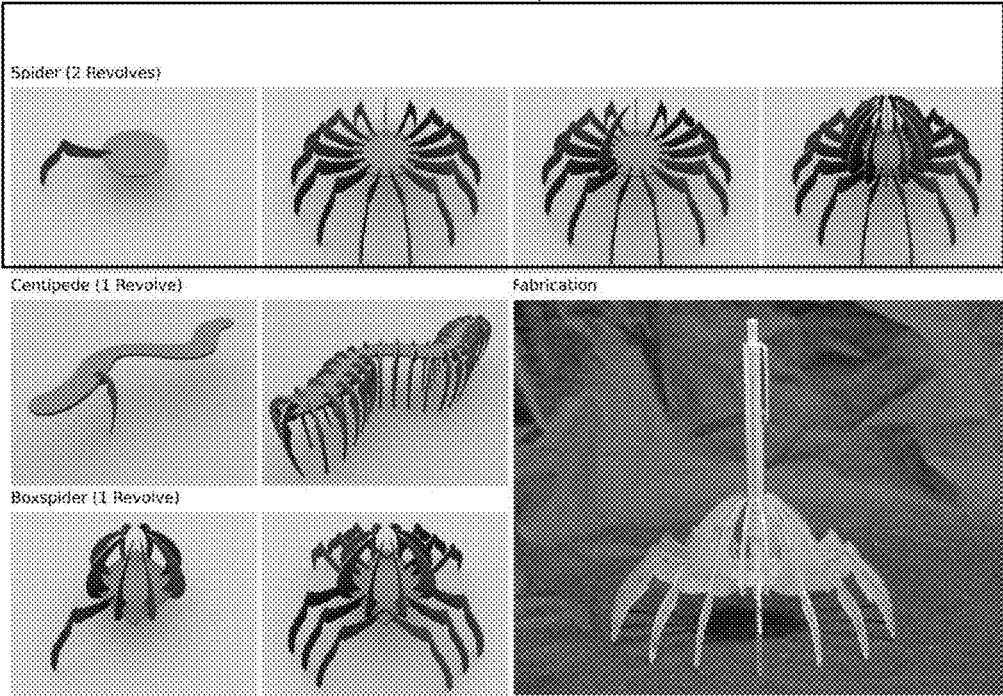 Spider (2 Revolves)
Centipede (1 Revolve)
Fabrication
Boxspider (1 Revolve)